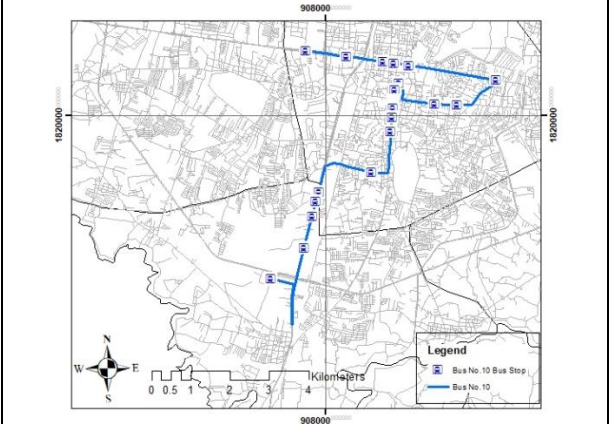 908000
1820000
1820000
N
W E
S
Kilometers
0 0.5 1 2 3 4
Legend
Bus No.10 Bus Stop
Bus No.10
908000